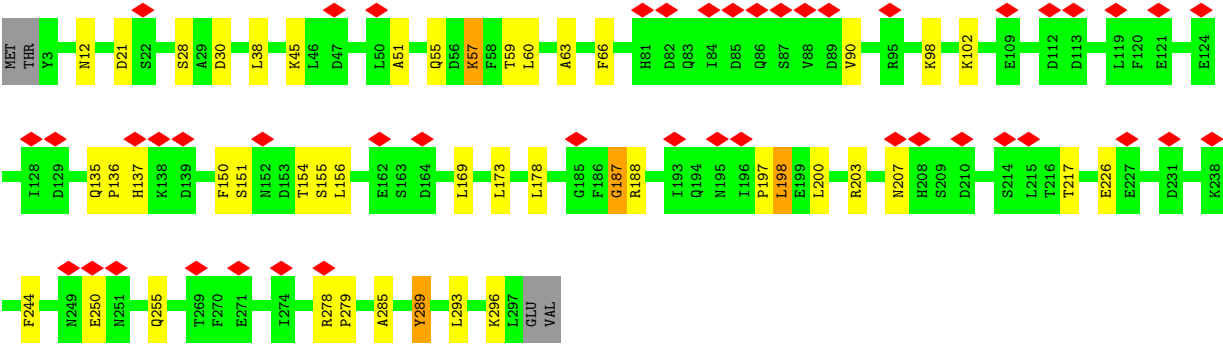 MET THR Y3 N12 D21 S22 S28 A29 D30 L38 K45 L46 D47 L50 A51 Q55 D56 K57 F58 T59 L60 A63 F66 H81 D82 Q83 I84 D85 Q86 S87 V88 D89 V90 R95 K98 K102 E109 D112 D113 L119 F120 E121 E124
I128 D129 Q135 P136 H137 K138 D139 F150 S151 N152 D153 T154 S155 L156 E162 S163 D164 L169 L173 L178 G185 F186 G187 R188 I193 Q194 N195 I196 P197 L198 E199 L200 R203 N207 H208 S209 D210 S214 L215 T216 T217 E226 E227 D231 K238
F244 N249 E250 N251 Q255 T269 F270 E271 I274 R278 P279 A285 Y289 L293 K296 L297 GLU VAL